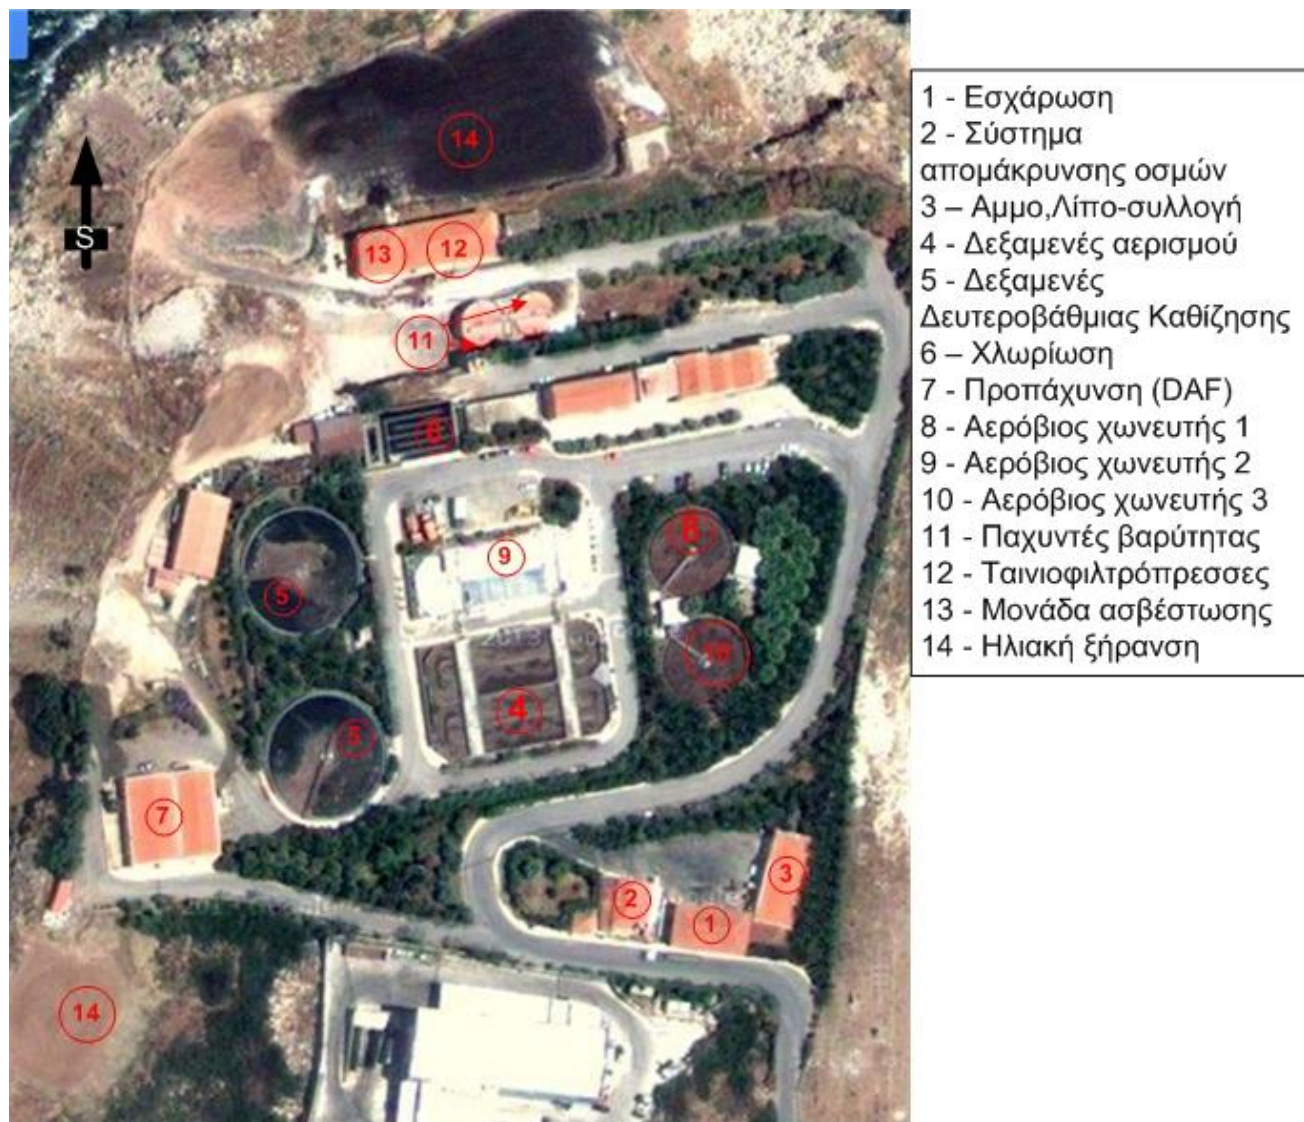 14
S
13
12
11
6
8
9
5
10
4
5
7
3
2
1
14
1 - Εσχάρωση
2 - Σύστημα
απομάκρυνσης οσμών
3 – Αμμο,Λίπο-συλλογή
4 - Δεξαμενές αερισμού
5 - Δεξαμενές
Δευτεροβάθμιας Καθίζησης
6 – Χλωρίωση
7 - Προπάχυνση (DAF)
8 - Αερόβιος χωνευτής 1
9 - Αερόβιος χωνευτής 2
10 - Αερόβιος χωνευτής 3
11 - Παχυντές βαρύτητας
12 - Ταινιοφιλτρόπρεσσες
13 - Μονάδα ασβέστωσης
14 - Ηλιακή ξήρανση